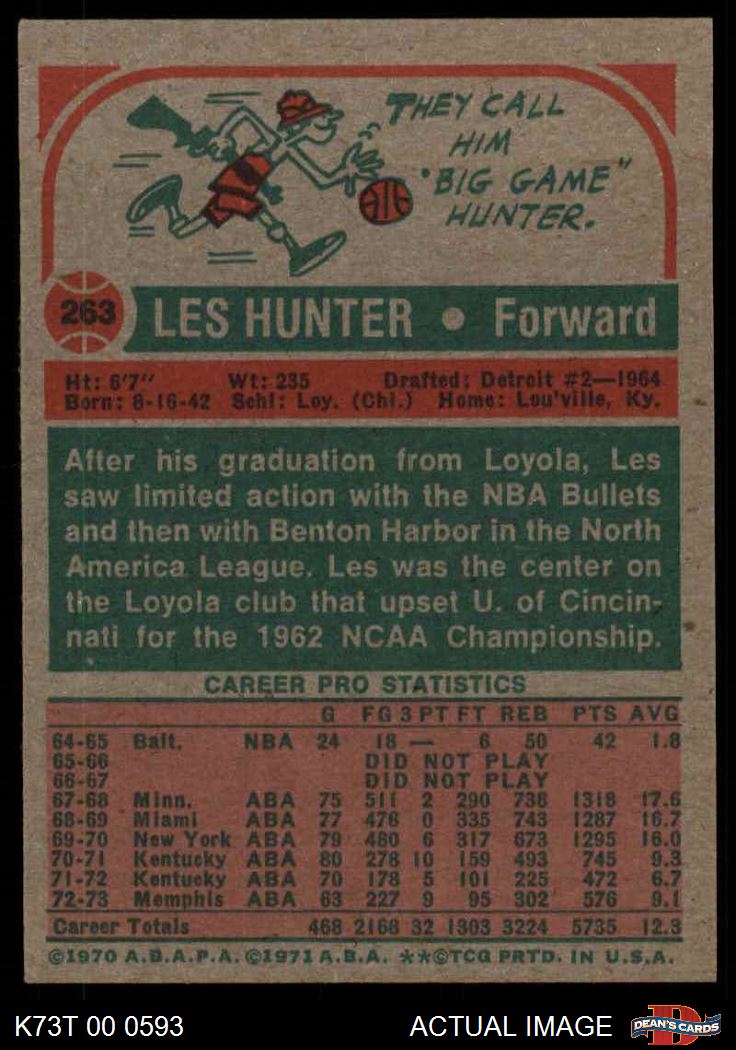 THEY CALL
HIM
"BIG GAME"
HUNTER.
263 LES HUNTER • Forward
Ht: 6'7" Wt: 235 Drafted: Detroit #2—1964
Born: 8-16-42 Schl: Loy. (Chi.) Home: Lou'ville, Ky.
After his graduation from Loyola, Les
saw limited action with the NBA Bullets
and then with Benton Harbor in the North
America League. Les was the center on
the Loyola club that upset U. of Cincin-
nati for the 1962 NCAA Championship.
CAREER PRO STATISTICS
G FG 3 PT FT REB PTS AVG
64-65 Balt. NBA 24 18 — 6 50 42 1.8
65-66 DID NOT PLAY
66-67 DID NOT PLAY
67-68 Minn. ABA 75 511 2 290 738 1318 17.6
68-69 Miami ABA 77 476 0 335 743 1287 16.7
69-70 New York ABA 79 480 6 317 673 1295 16.0
70-71 Kentucky ABA 80 278 10 159 493 745 9.3
71-72 Kentucky ABA 70 178 5 101 225 472 6.7
72-73 Memphis ABA 63 227 9 95 302 576 9.1
Career Totals 468 2168 32 1303 3224 5735 12.3
©1970 A.B.A.P.A. ©1971 A.B.A. **©TCG PRTD. IN U.S.A.
K73T 00 0593 ACTUAL IMAGE DEAN'S CARDS